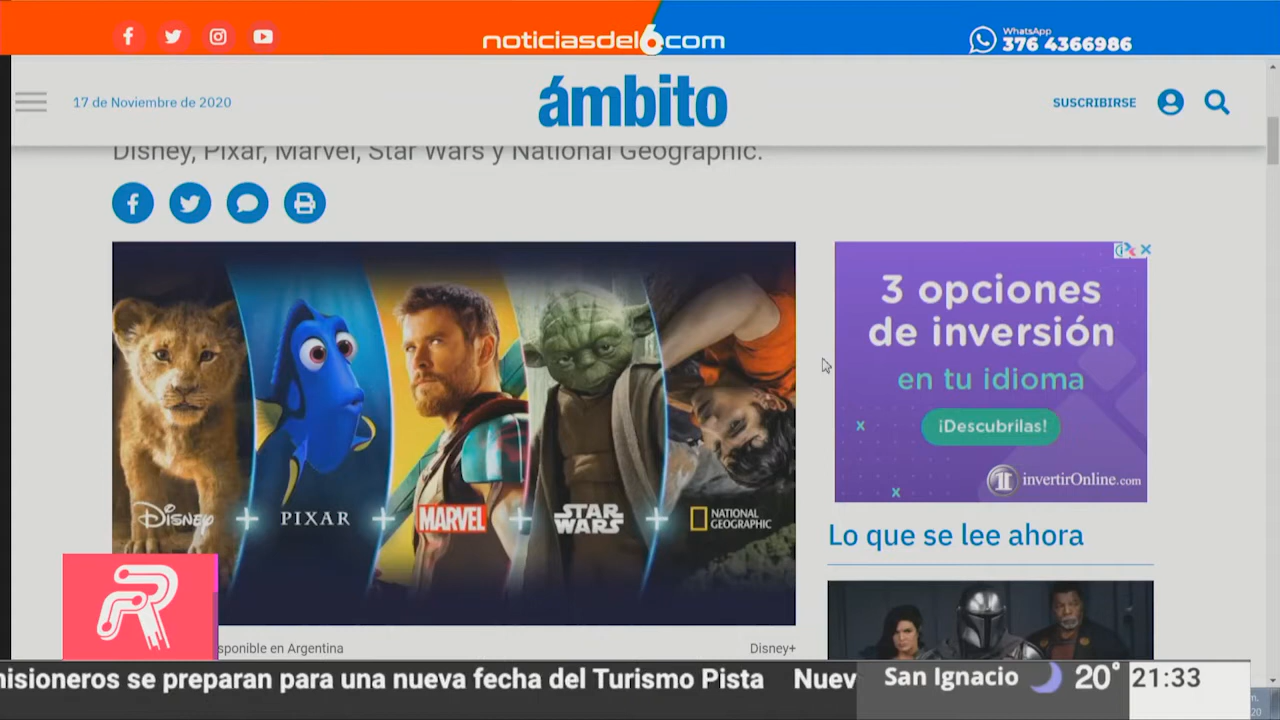 noticiasdel6.com
WhatsApp
376 4366986
17 de Noviembre de 2020
ámbito
SUSCRIBIRSE
Disney, Pixar, Marvel, Star Wars y National Geographic.
Disney + PIXAR + MARVEL + STAR WARS + NATIONAL GEOGRAPHIC
3 opciones
de inversión
en tu idioma
¡Descubrilas!
invertirOnline.com
Lo que se lee ahora
sponible en Argentina
Disney+
nisioneros se preparan para una nueva fecha del Turismo Pista Nuev
San Ignacio 20° 21:33